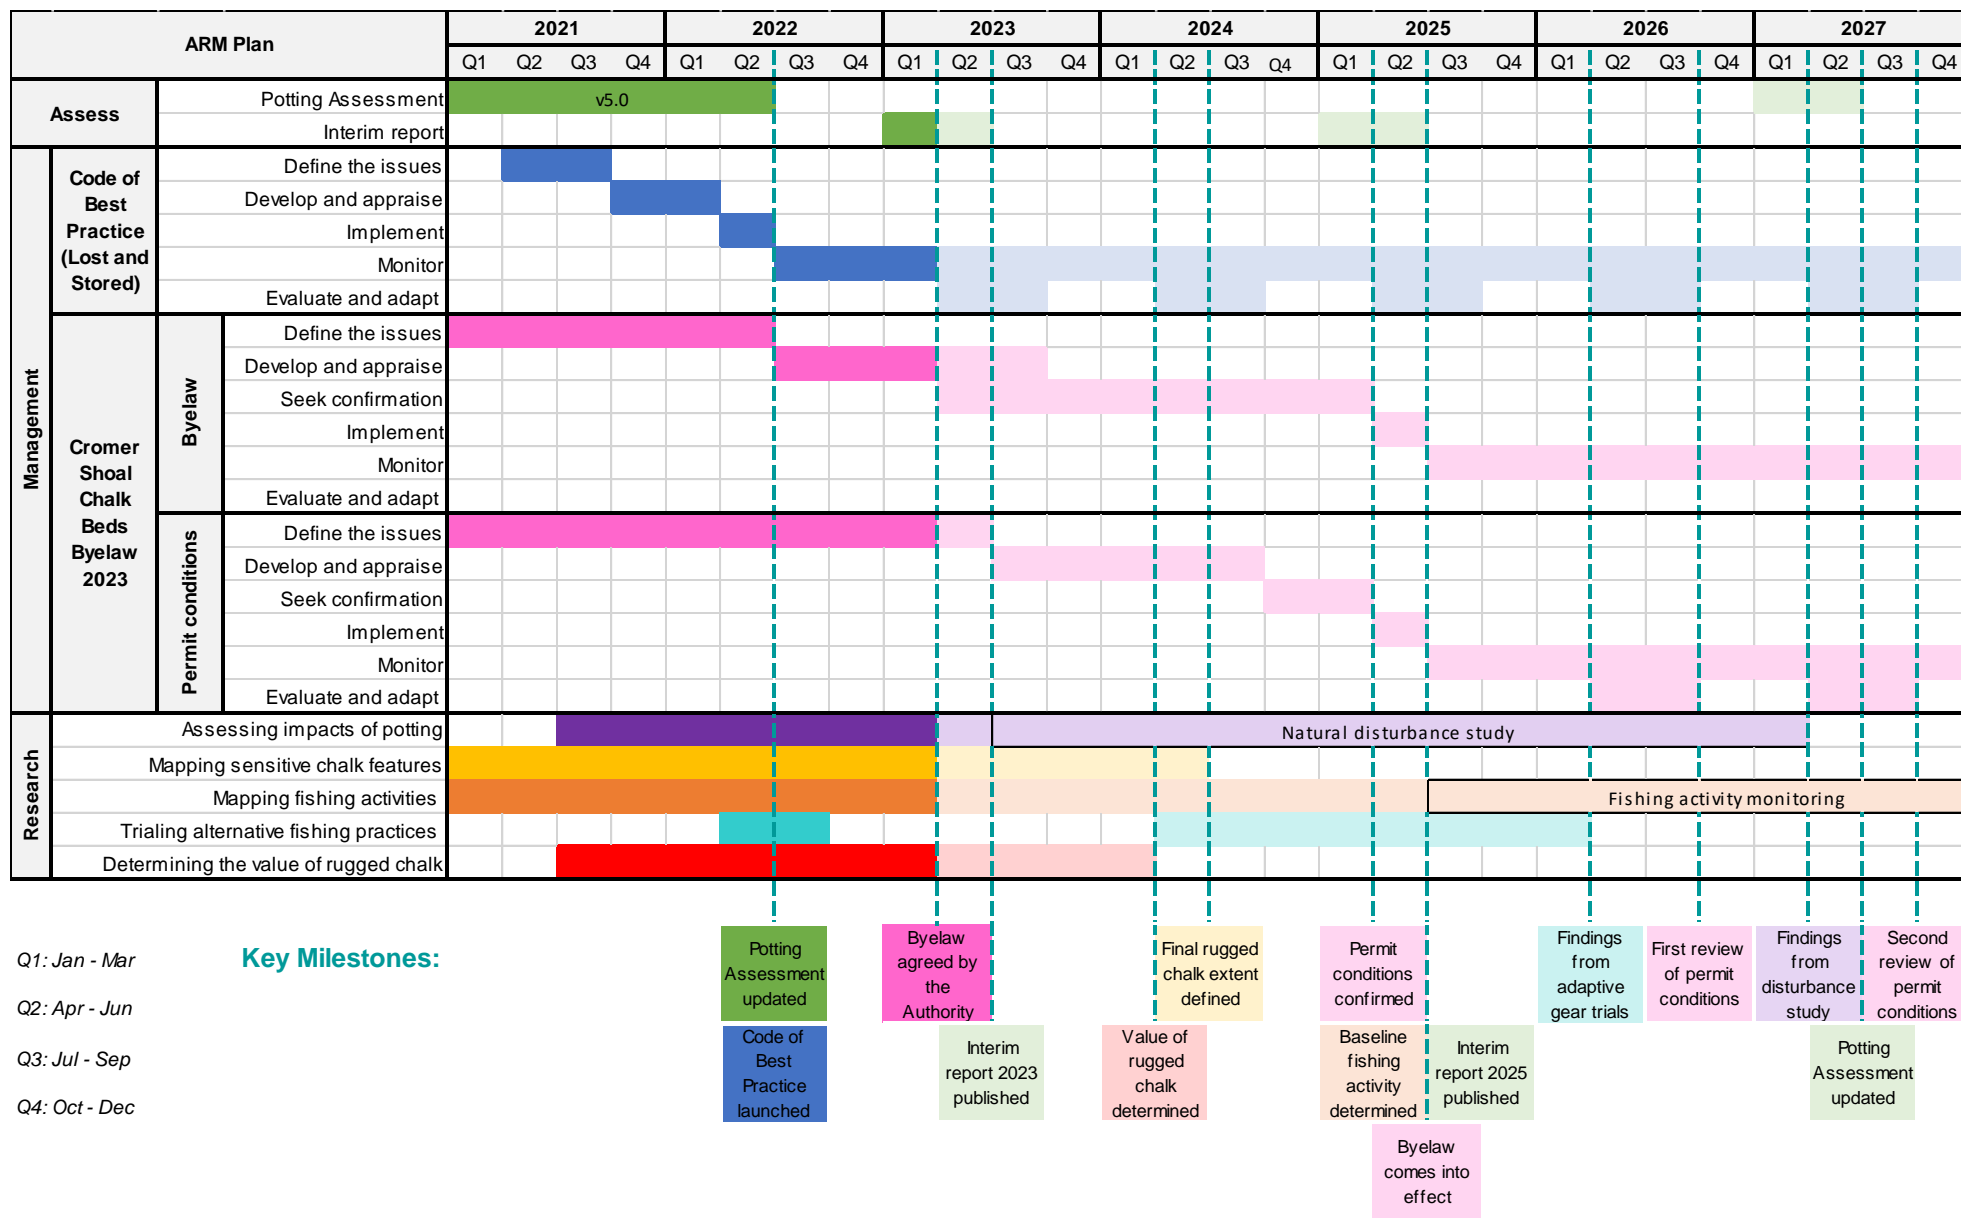 ARM Plan
2021 2022 2023 2024 2025 2026 2027
Q1 Q2 Q3 Q4 Q1 Q2 Q3 Q4 Q1 Q2 Q3 Q4 Q1 Q2 Q3 Q4 Q1 Q2 Q3 Q4 Q1 Q2 Q3 Q4 Q1 Q2 Q3 Q4
Assess
Potting Assessment
v5.0
Interim report
Management
Code of
Best
Practice
(Lost and
Stored)
Define the issues
Develop and appraise
Implement
Monitor
Evaluate and adapt
Cromer
Shoal
Chalk
Beds
Byelaw
2023
Byelaw
Define the issues
Develop and appraise
Seek confirmation
Implement
Monitor
Evaluate and adapt
Permit conditions
Define the issues
Develop and appraise
Seek confirmation
Implement
Monitor
Evaluate and adapt
Research
Assessing impacts of potting
Natural disturbance study
Mapping sensitive chalk features
Mapping fishing activities
Fishing activity monitoring
Trialing alternative fishing practices
Determining the value of rugged chalk
Q1: Jan - Mar
Q2: Apr - Jun
Q3: Jul - Sep
Q4: Oct - Dec
Key Milestones:
Potting
Assessment
updated
Code of
Best
Practice
launched
Byelaw
agreed by
the
Authority
Interim
report 2023
published
Value of
rugged
chalk
determined
Final rugged
chalk extent
defined
Permit
conditions
confirmed
Baseline
fishing
activity
determined
Byelaw
comes into
effect
Interim
report 2025
published
Findings
from
adaptive
gear trials
First review
of permit
conditions
Findings
from
disturbance
study
Potting
Assessment
updated
Second
review of
permit
conditions